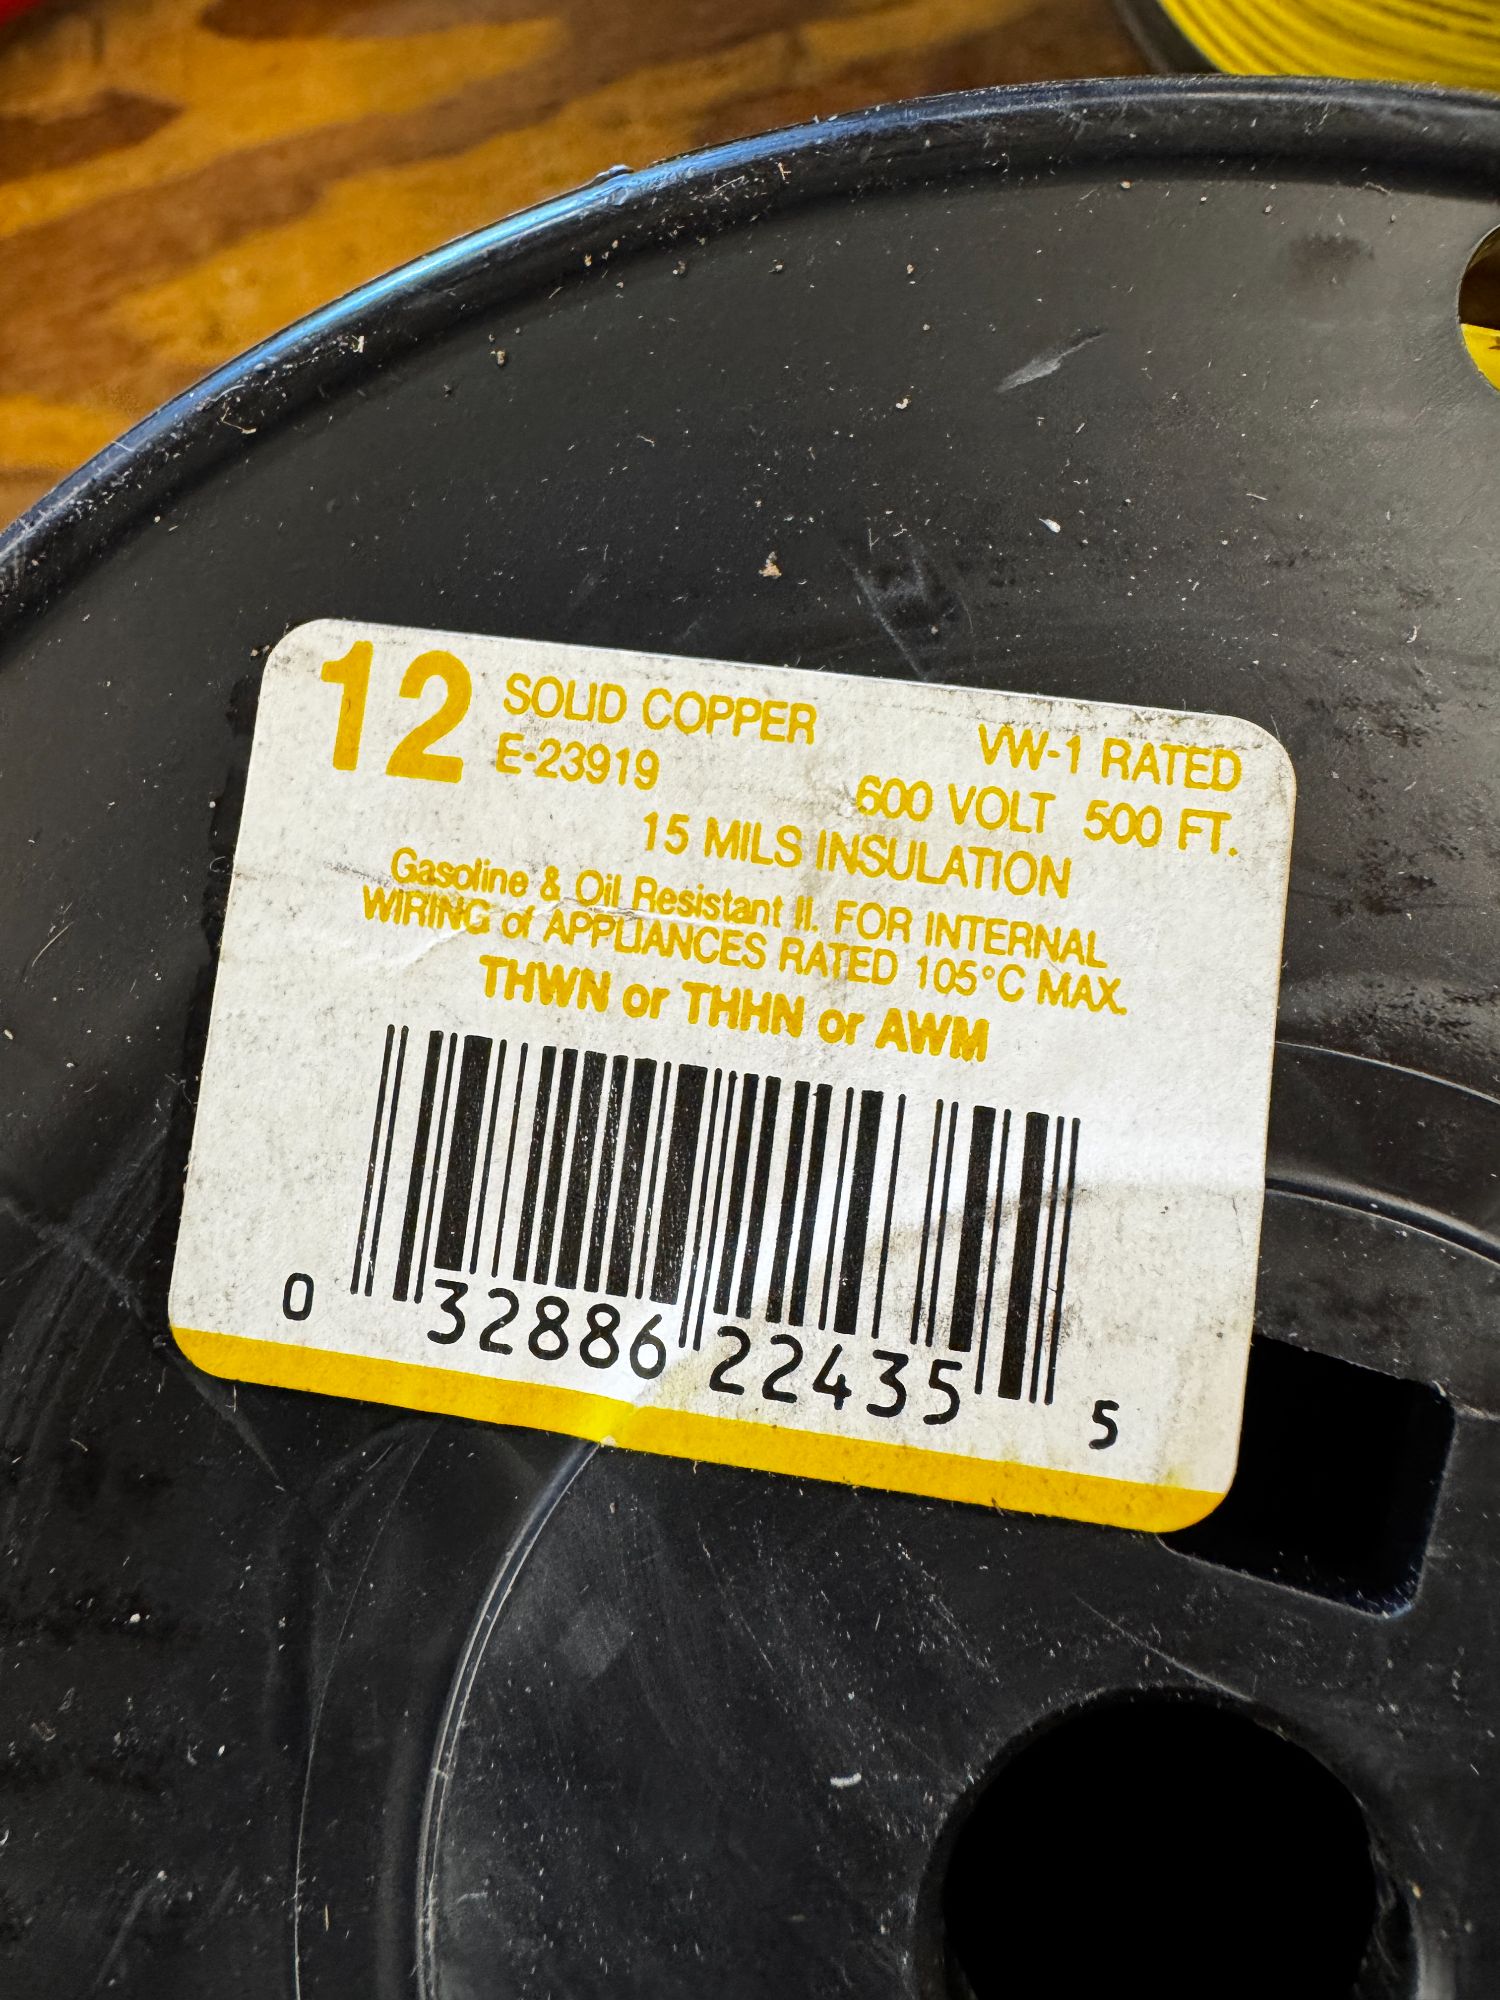 12 SOLID COPPER VW-1 RATED
E-23919 600 VOLT 500 FT.
15 MILS INSULATION
Gasoline & Oil Resistant II. FOR INTERNAL
WIRING of APPLIANCES RATED 105°C MAX.
THWN or THHN or AWM
0 32886 22435 5